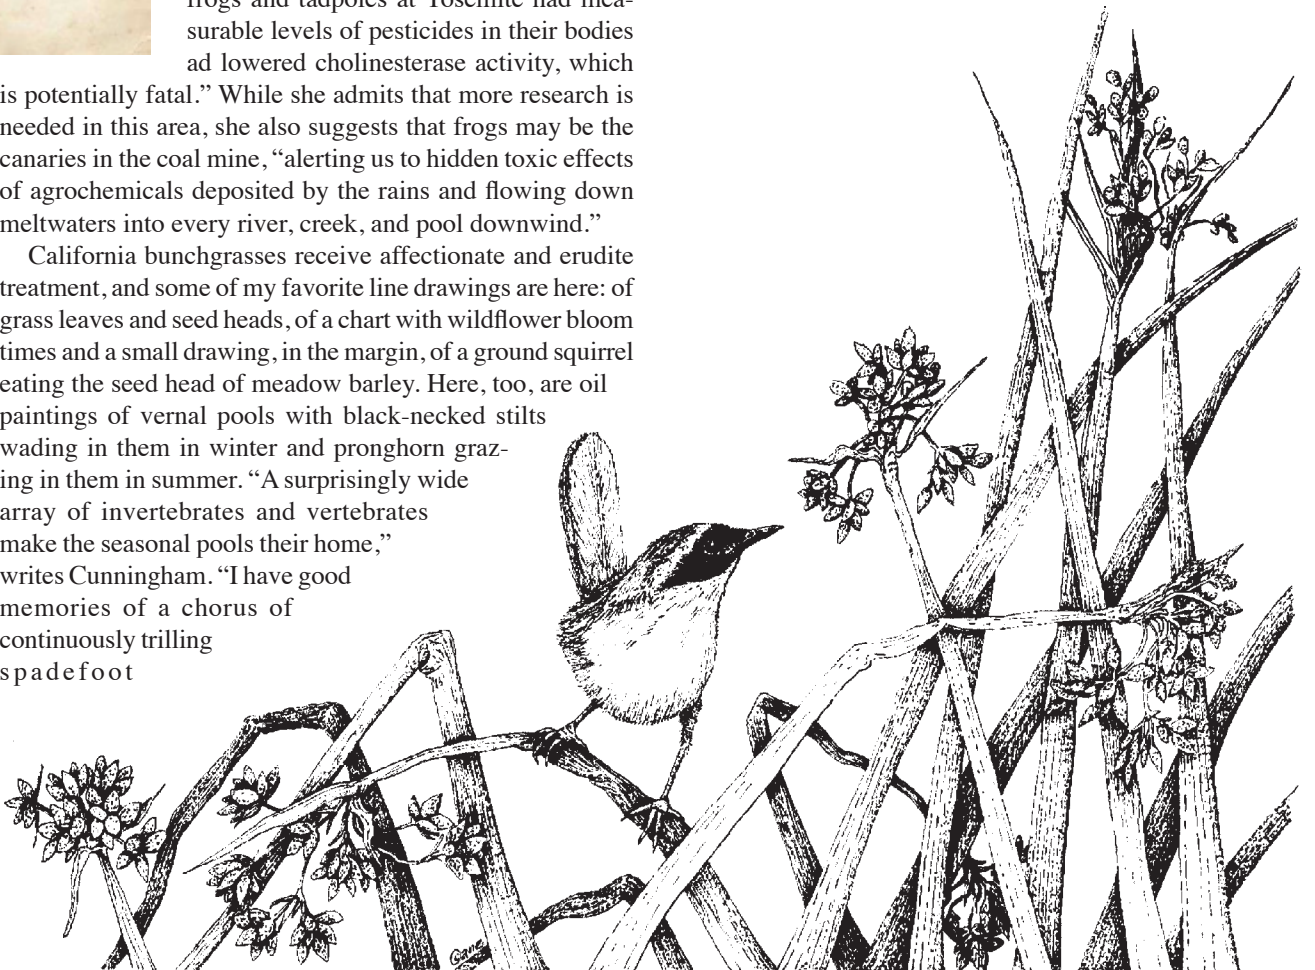 frogs and tadpoles at Yosemite had mea-
surable levels of pesticides in their bodies
ad lowered cholinesterase activity, which
is potentially fatal.” While she admits that more research is
needed in this area, she also suggests that frogs may be the
canaries in the coal mine, “alerting us to hidden toxic effects
of agrochemicals deposited by the rains and flowing down
meltwaters into every river, creek, and pool downwind.”
California bunchgrasses receive affectionate and erudite
treatment, and some of my favorite line drawings are here: of
grass leaves and seed heads, of a chart with wildflower bloom
times and a small drawing, in the margin, of a ground squirrel
eating the seed head of meadow barley. Here, too, are oil
paintings of vernal pools with black-necked stilts
wading in them in winter and pronghorn graz-
ing in them in summer. “A surprisingly wide
array of invertebrates and vertebrates
make the seasonal pools their home,”
writes Cunningham. “I have good
memories of a chorus of
continuously trilling
spadefoot